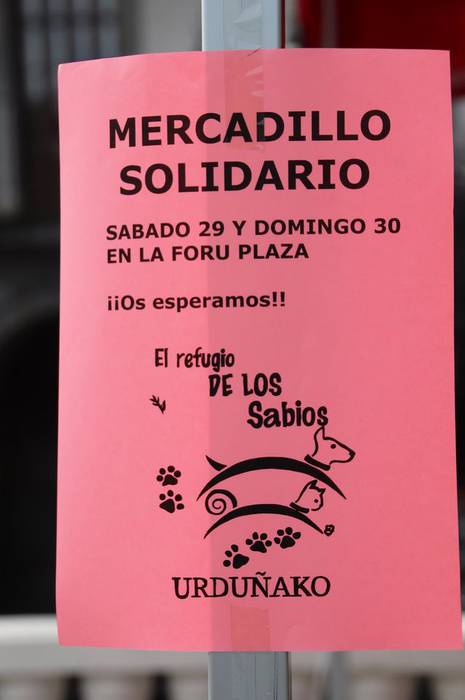 MERCADILLO
SOLIDARIO
SABADO 29 Y DOMINGO 30
EN LA FORU PLAZA
¡¡Os esperamos!!
El refugio
DE LOS
Sabios
URDUÑAKO